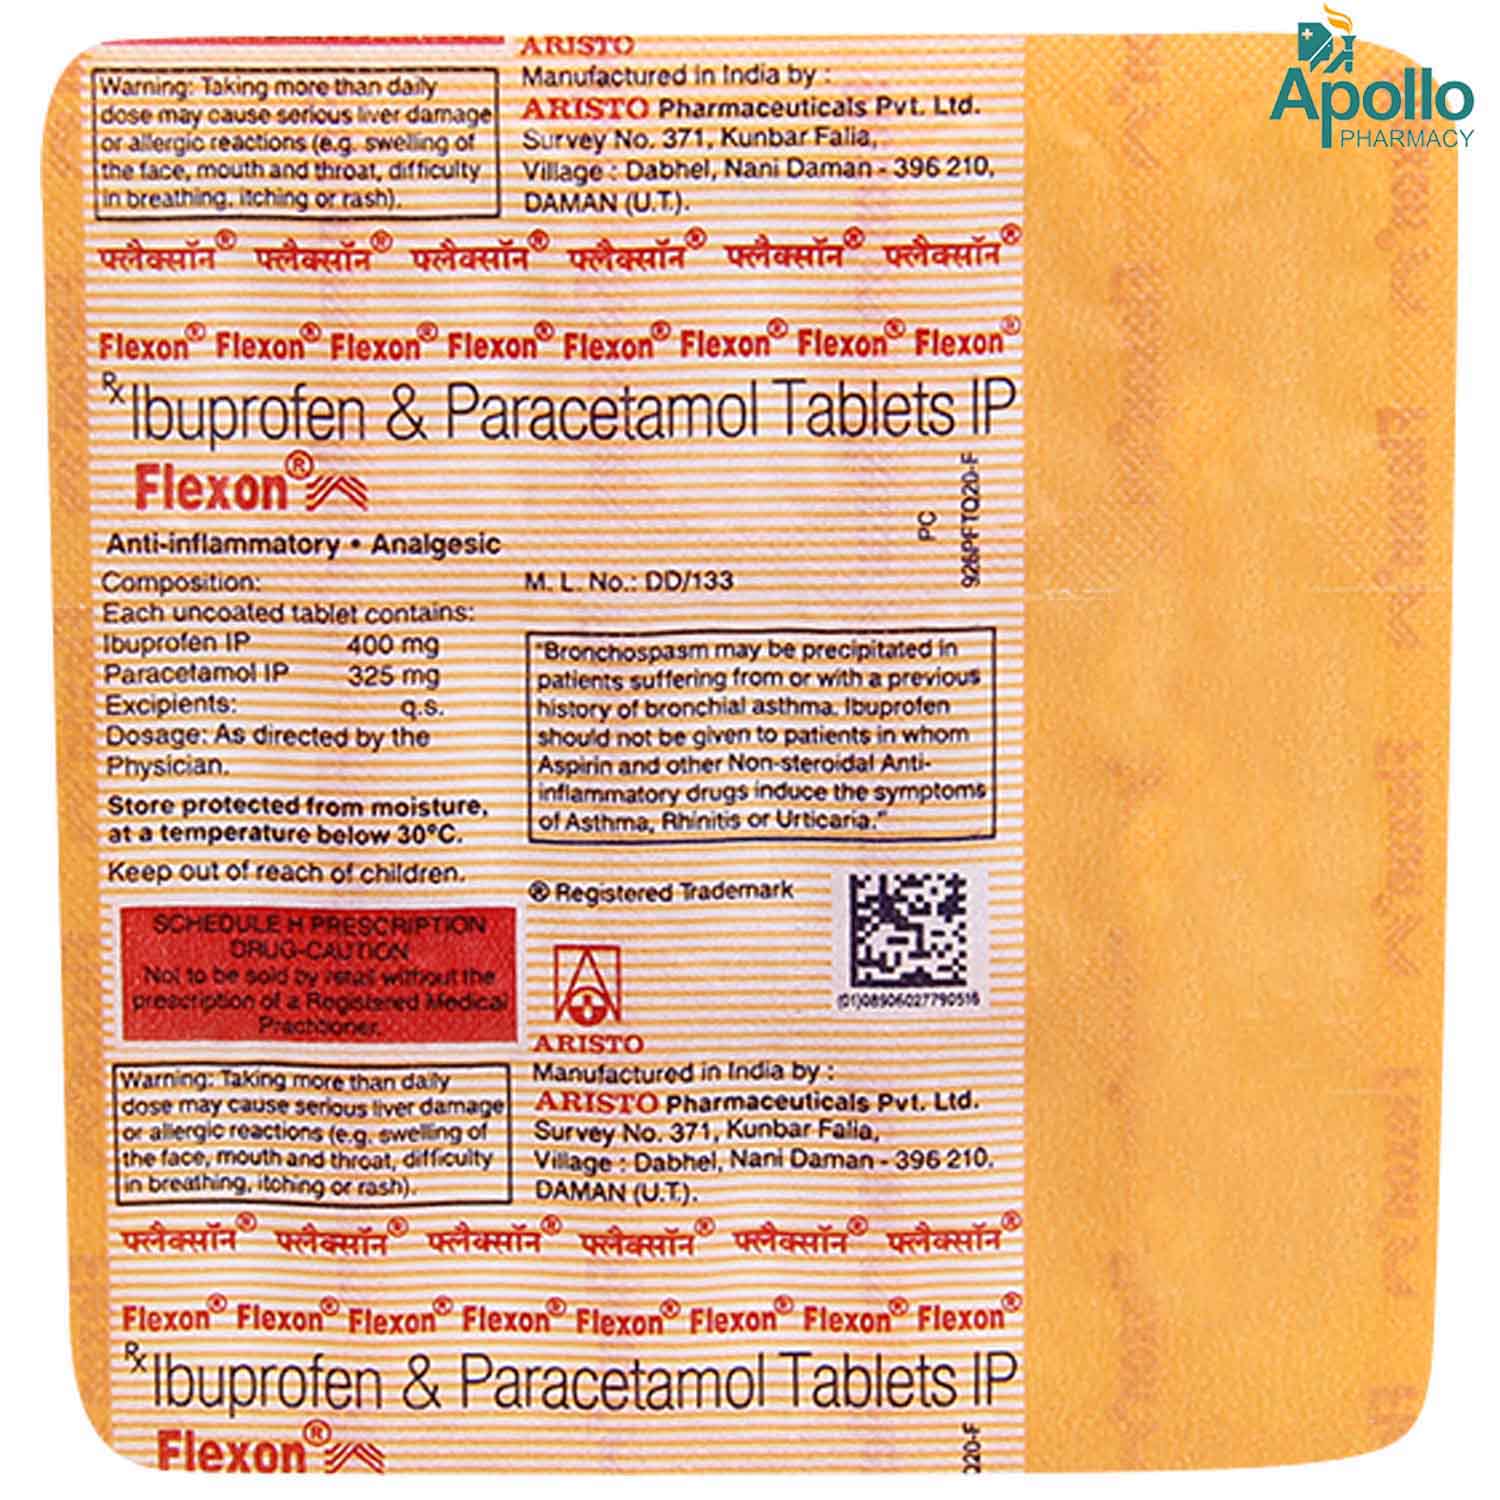 Apollo
PHARMACY
ARISTO
Warning: Taking more than daily
dose may cause serious liver damage
or allergic reactions (e.g. swelling of
the face, mouth and throat, difficulty
in breathing, itching or rash).
Manufactured in India by :
ARISTO Pharmaceuticals Pvt. Ltd.
Survey No. 371, Kunbar Falia,
Village : Dabhel, Nani Daman - 396 210,
DAMAN (U.T.).
फ्लैक्सॉन® फ्लैक्सॉन® फ्लैक्सॉन® फ्लैक्सॉन® फ्लैक्सॉन® फ्लैक्सॉन®
Flexon® Flexon® Flexon® Flexon® Flexon® Flexon® Flexon® Flexon®
Rx Ibuprofen & Paracetamol Tablets IP
Flexon®
Anti-inflammatory • Analgesic
Composition:
Each uncoated tablet contains:
Ibuprofen IP 400 mg
Paracetamol IP 325 mg
Excipients: q.s.
Dosage: As directed by the
Physician.
Store protected from moisture,
at a temperature below 30°C.
Keep out of reach of children.
PC
926PFTQ20-F
M. L. No.: DD/133
"Bronchospasm may be precipitated in
patients suffering from or with a previous
history of bronchial asthma. Ibuprofen
should not be given to patients in whom
Aspirin and other Non-steroidal Anti-
inflammatory drugs induce the symptoms
of Asthma, Rhinitis or Urticaria."
® Registered Trademark
SCHEDULE H PRESCRIPTION
DRUG-CAUTION
Not to be sold by retail without the
prescription of a Registered Medical
Practitioner.
(01)08906027790516
ARISTO
Warning: Taking more than daily
dose may cause serious liver damage
or allergic reactions (e.g. swelling of
the face, mouth and throat, difficulty
in breathing, itching or rash).
Manufactured in India by :
ARISTO Pharmaceuticals Pvt. Ltd.
Survey No. 371, Kunbar Falia,
Village : Dabhel, Nani Daman - 396 210.
DAMAN (U.T.).
फ्लैक्सॉन® फ्लैक्सॉन® फ्लैक्सॉन® फ्लैक्सॉन® फ्लैक्सॉन® फ्लैक्सॉन®
Flexon® Flexon® Flexon® Flexon® Flexon® Flexon® Flexon® Flexon®
Rx Ibuprofen & Paracetamol Tablets IP
Flexon®
Q20-F